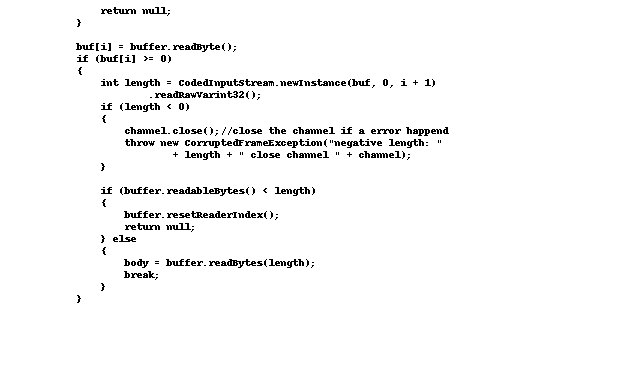 return null;
}
buf[i] = buffer.readByte();
if (buf[i] >= 0)
{
int length = CodedInputStream.newInstance(buf, 0, i + 1)
.readRawVarint32();
if (length < 0)
{
channel.close();//close the channel if a error happend
throw new CorruptedFrameException("negative length: "
+ length + " close channel " + channel);
}
if (buffer.readableBytes() < length)
{
buffer.resetReaderIndex();
return null;
} else
{
body = buffer.readBytes(length);
break;
}
}